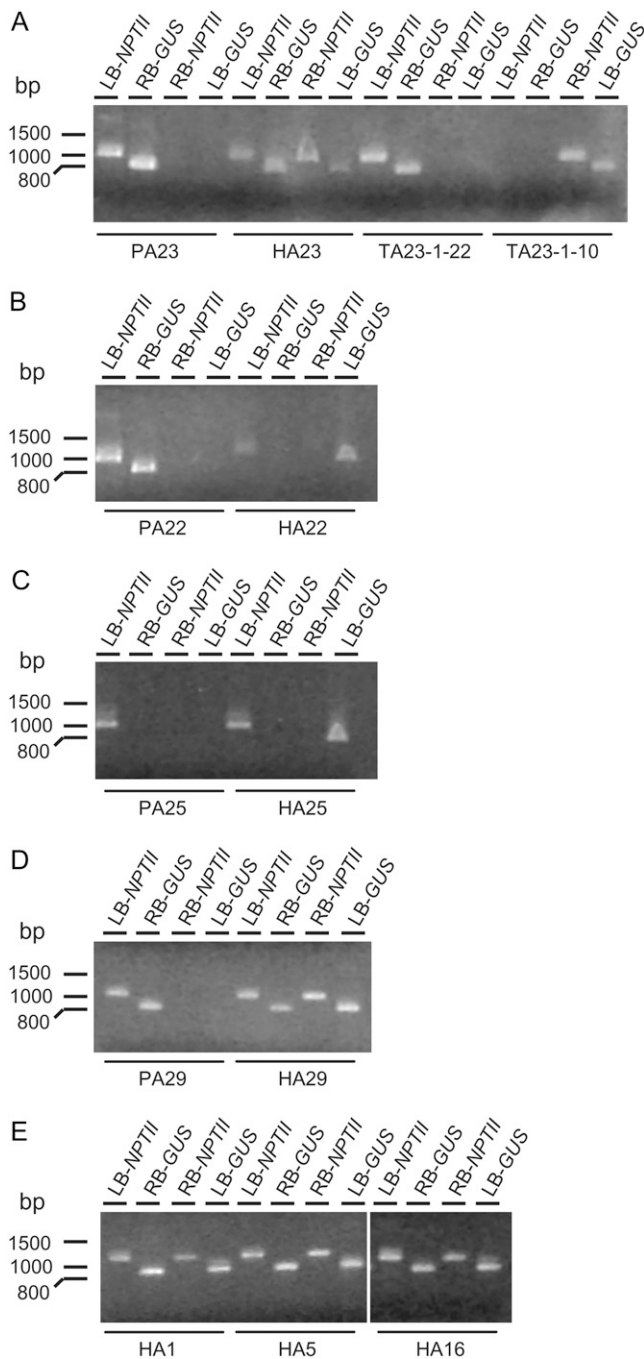 A
LB-NPTII RB-GUS RB-NPTII LB-GUS LB-NPTII RB-GUS RB-NPTII LB-GUS LB-NPTII RB-GUS RB-NPTII LB-GUS LB-NPTII RB-GUS RB-NPTII LB-GUS
bp
1500
1000
800
PA23 HA23 TA23-1-22 TA23-1-10
B
LB-NPTII RB-GUS RB-NPTII LB-GUS LB-NPTII RB-GUS RB-NPTII LB-GUS
bp
1500
1000
800
PA22 HA22
C
LB-NPTII RB-GUS RB-NPTII LB-GUS LB-NPTII RB-GUS RB-NPTII LB-GUS
bp
1500
1000
800
PA25 HA25
D
LB-NPTII RB-GUS RB-NPTII LB-GUS LB-NPTII RB-GUS RB-NPTII LB-GUS
bp
1500
1000
800
PA29 HA29
E
LB-NPTII RB-GUS RB-NPTII LB-GUS LB-NPTII RB-GUS RB-NPTII LB-GUS LB-NPTII RB-GUS RB-NPTII LB-GUS
bp
1500
1000
800
HA1 HA5 HA16